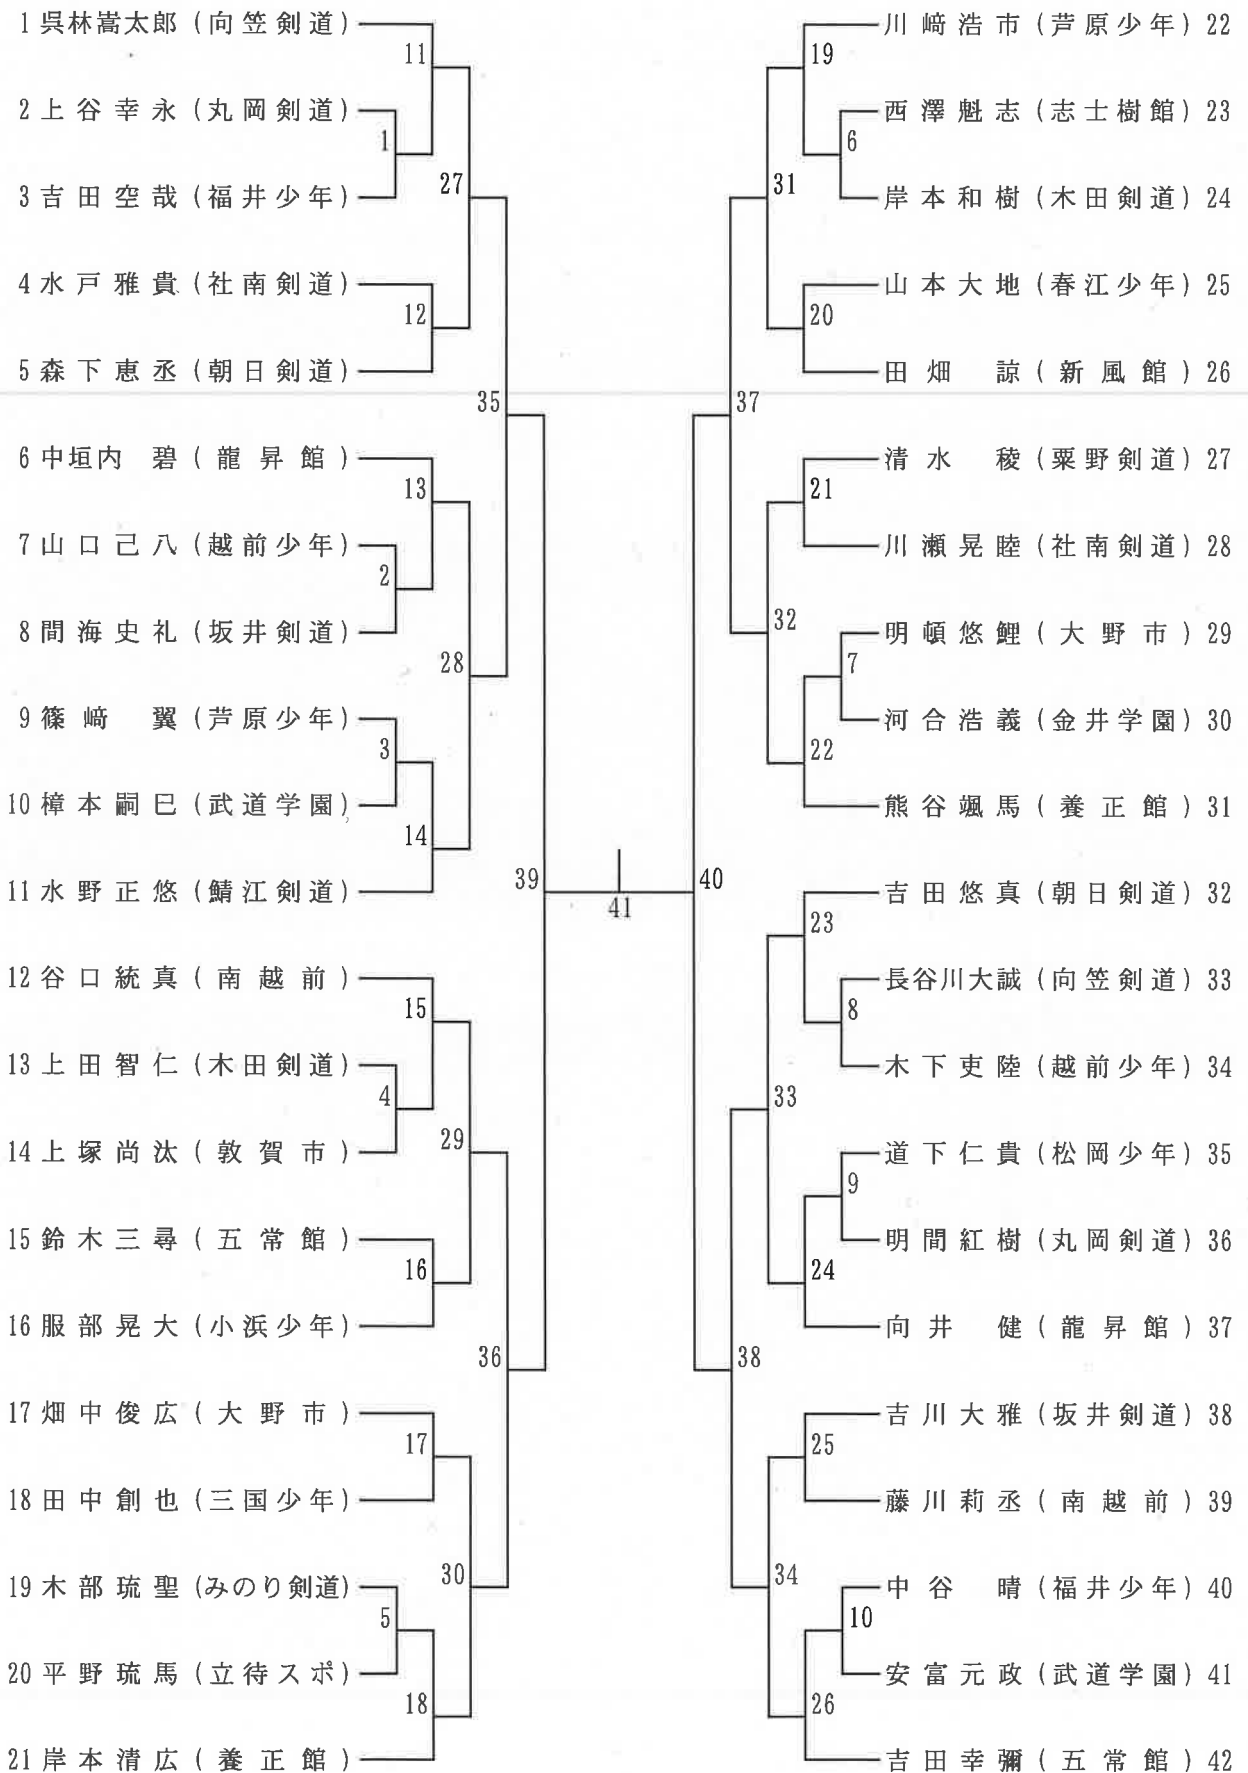 1 呉林嵩太郎 (向笠剣道)
11
2 上谷幸永 (丸岡剣道)
1
3 吉田空哉 (福井少年)
27
4 水戸雅貴 (社南剣道)
12
5 森下恵丞 (朝日剣道)
35
6 中垣内 碧 (龍昇館)
13
7 山口己八 (越前少年)
2
8 間海史礼 (坂井剣道)
28
9 篠﨑 翼 (芦原少年)
3
10 樟本嗣巳 (武道学園)
14
11 水野正悠 (鯖江剣道)
39
12 谷口統真 (南越前)
15
13 上田智仁 (木田剣道)
4
14 上塚尚汰 (敦賀市)
29
15 鈴木三尋 (五常館)
16
16 服部晃大 (小浜少年)
36
17 畑中俊広 (大野市)
17
18 田中創也 (三国少年)
30
19 木部琉聖 (みのり剣道)
5
20 平野琉馬 (立待スポ)
18
21 岸本清広 (養正館)
41
川﨑浩市 (芦原少年) 22
19
西澤魁志 (志士樹館) 23
6
岸本和樹 (木田剣道) 24
31
山本大地 (春江少年) 25
20
田畑 諒 (新風館) 26
37
清水 稜 (粟野剣道) 27
21
川瀬晃睦 (社南剣道) 28
32
明頓悠鯉 (大野市) 29
7
河合浩義 (金井学園) 30
22
熊谷颯馬 (養正館) 31
40
吉田悠真 (朝日剣道) 32
23
長谷川大誠 (向笠剣道) 33
8
木下吏陸 (越前少年) 34
33
道下仁貴 (松岡少年) 35
9
明間紅樹 (丸岡剣道) 36
24
向井 健 (龍昇館) 37
38
吉川大雅 (坂井剣道) 38
25
藤川莉丞 (南越前) 39
34
中谷 晴 (福井少年) 40
10
安富元政 (武道学園) 41
26
吉田幸彌 (五常館) 42